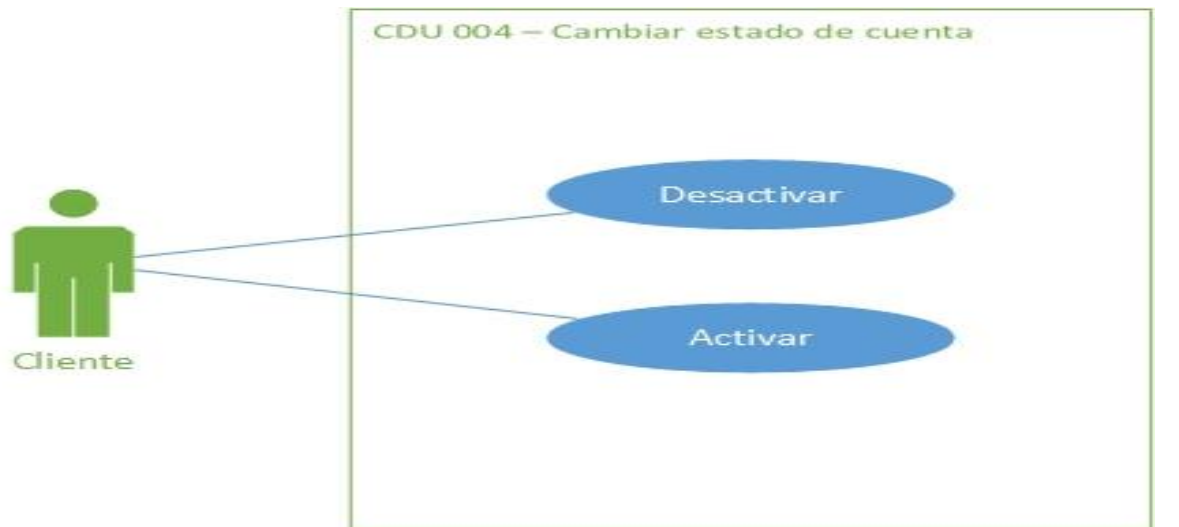 CDU 004 – Cambiar estado de cuenta
Desactivar
Activar
Cliente